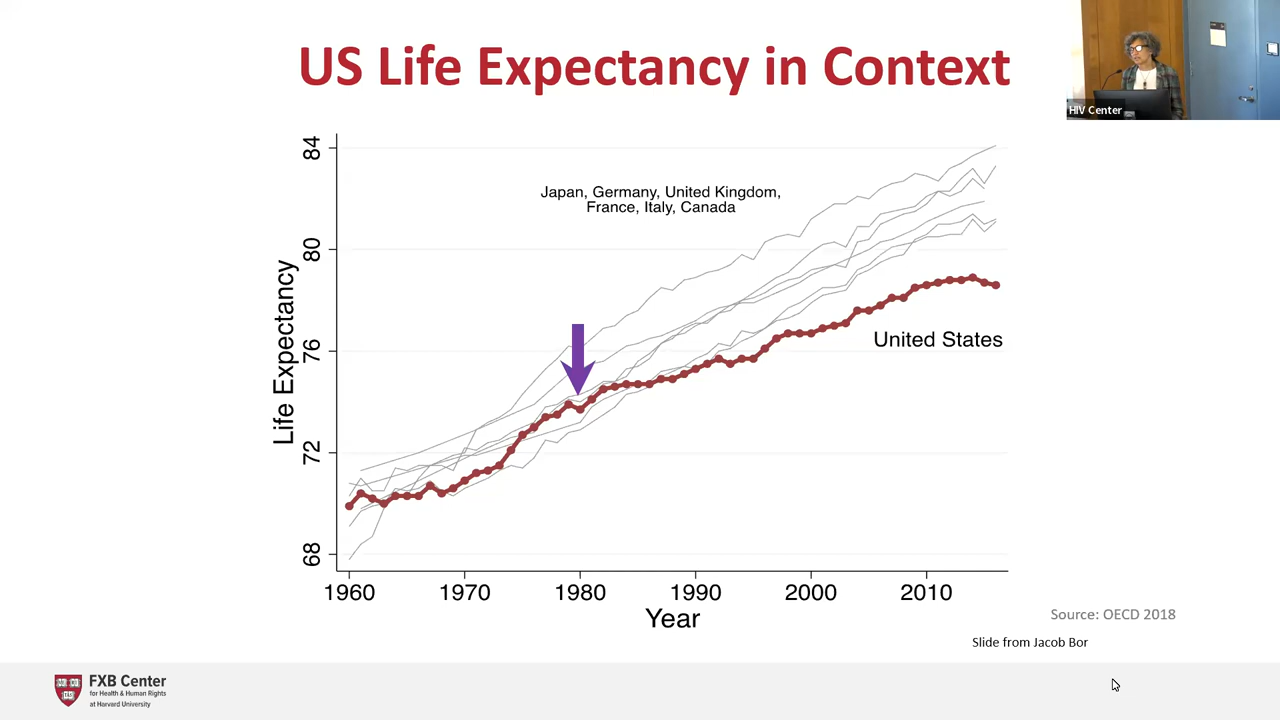 US Life Expectancy in Context
HIV Center
Japan, Germany, United Kingdom,
France, Italy, Canada
84
80
76
72
68
Life Expectancy
United States
1960 1970 1980 1990 2000 2010
Year
Source: OECD 2018
Slide from Jacob Bor
FXB Center
for Health & Human Rights
at Harvard University